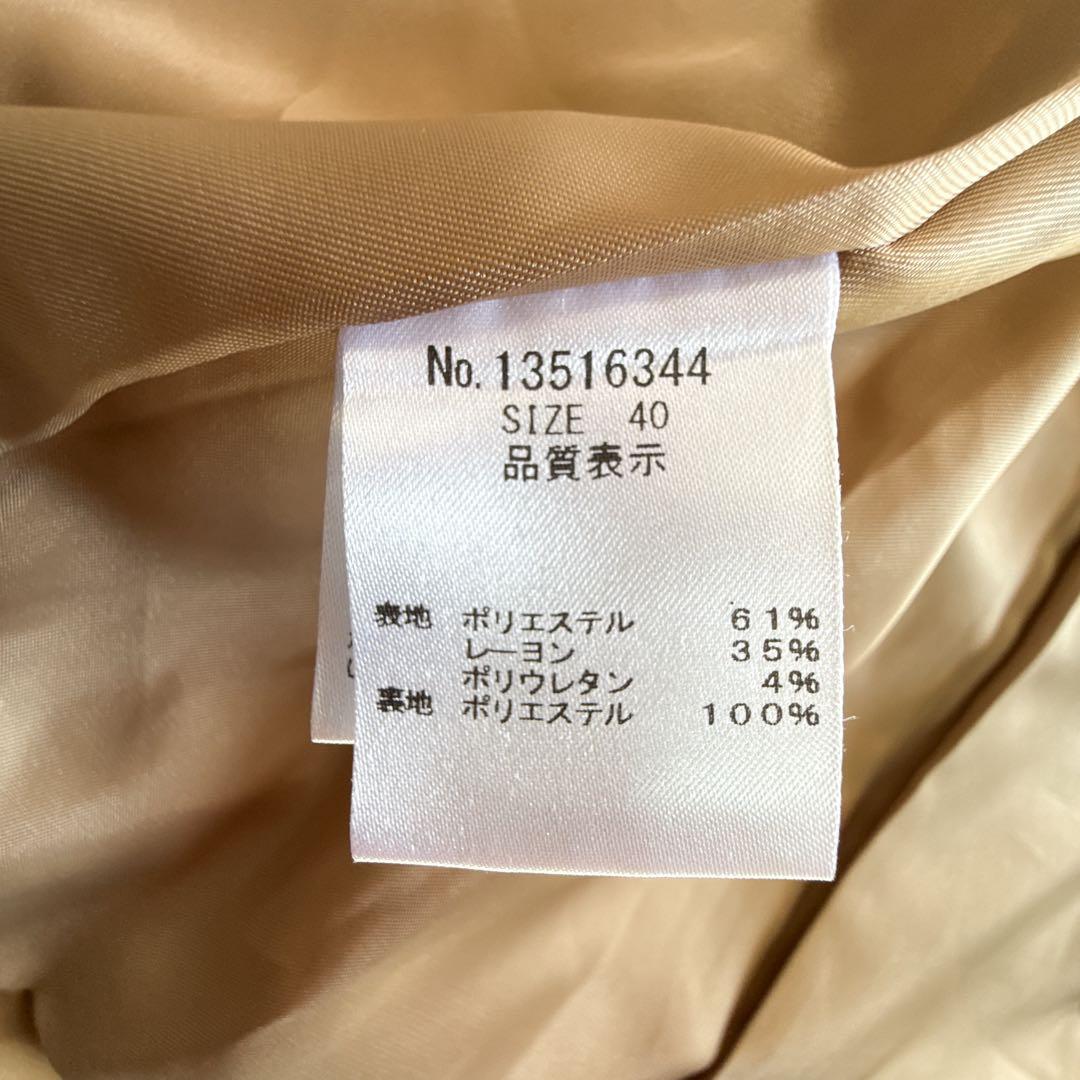 No.13516344
SIZE 40
品質表示
表地 ポリエステル 61%
レーヨン 35%
ポリウレタン 4%
裏地 ポリエステル 100%